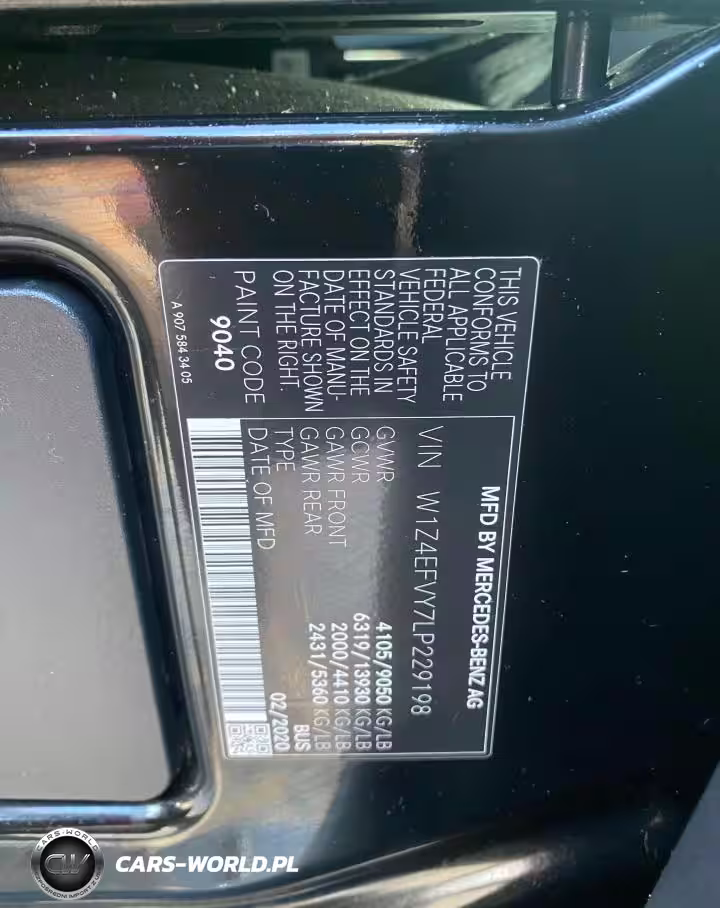 THIS VEHICLE
CONFORMS TO
ALL APPLICABLE
FEDERAL
VEHICLE SAFETY
STANDARDS IN
EFFECT ON THE
DATE OF MANU-
FACTURE SHOWN
ON THE RIGHT.
PAINT CODE
9040
A 907 584 34 05
MFD BY MERCEDES-BENZ AG
VIN W1Z4EFVY7LP229198
GVWR 4105/9050 KG/LB
GCWR 6319/13930 KG/LB
GAWR FRONT 2000/4410 KG/LB
GAWR REAR 2431/5360 KG/LB
TYPE BUS
DATE OF MFD 02/2020
CARS-WORLD
CW
CARS-WORLD.PL